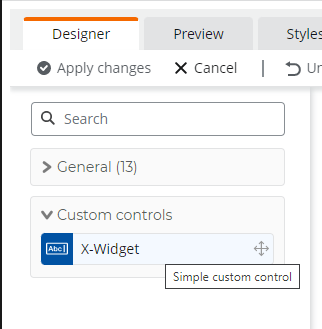 Designer Preview Styles
Apply changes Cancel Un
Search
General (13)
Custom controls
Abc X-Widget
Simple custom control